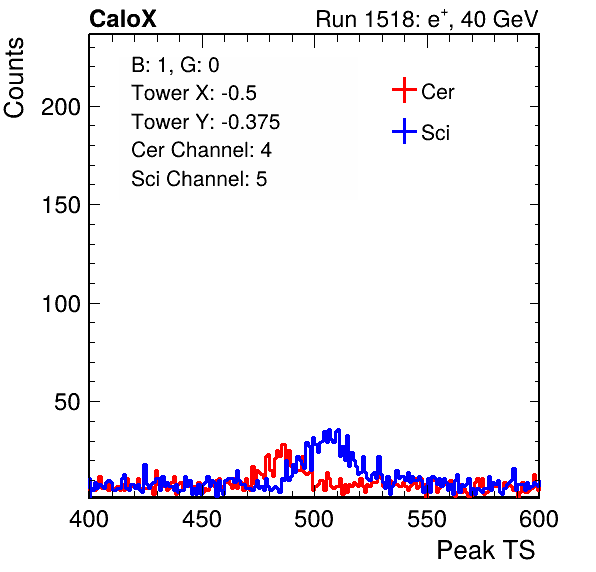 CaloX Run 1518: e⁺, 40 GeV
Counts
B: 1, G: 0
Tower X: -0.5
Tower Y: -0.375
Cer Channel: 4
Sci Channel: 5
Cer
Sci
200
150
100
50
400 450 500 550 600
Peak TS